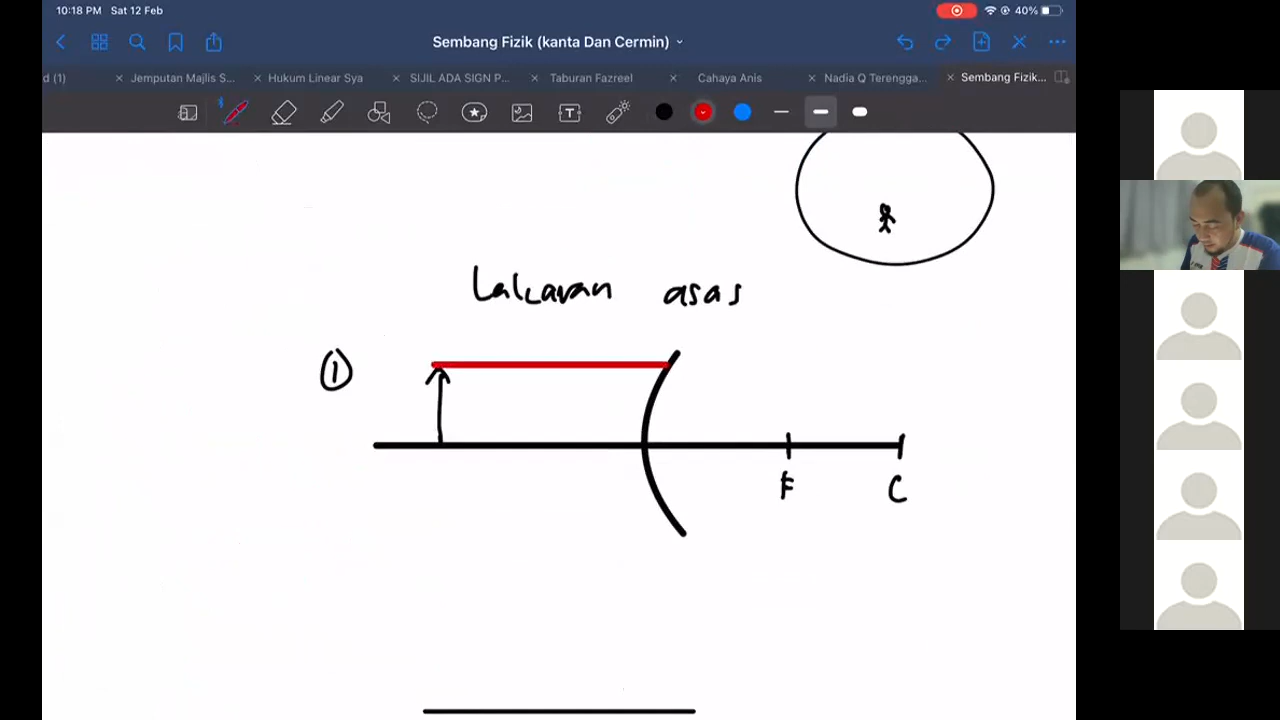 10:18 PM Sat 12 Feb
40%
Sembang Fizik (kanta Dan Cermin)
d (1)
Jemputan Majlis S...
Hukum Linear Sya
SIJIL ADA SIGN P...
Taburan Fazreel
Cahaya Anis
Nadia Q Terengga...
Sembang Fizik...
T
Lakaran asas
1
F
C